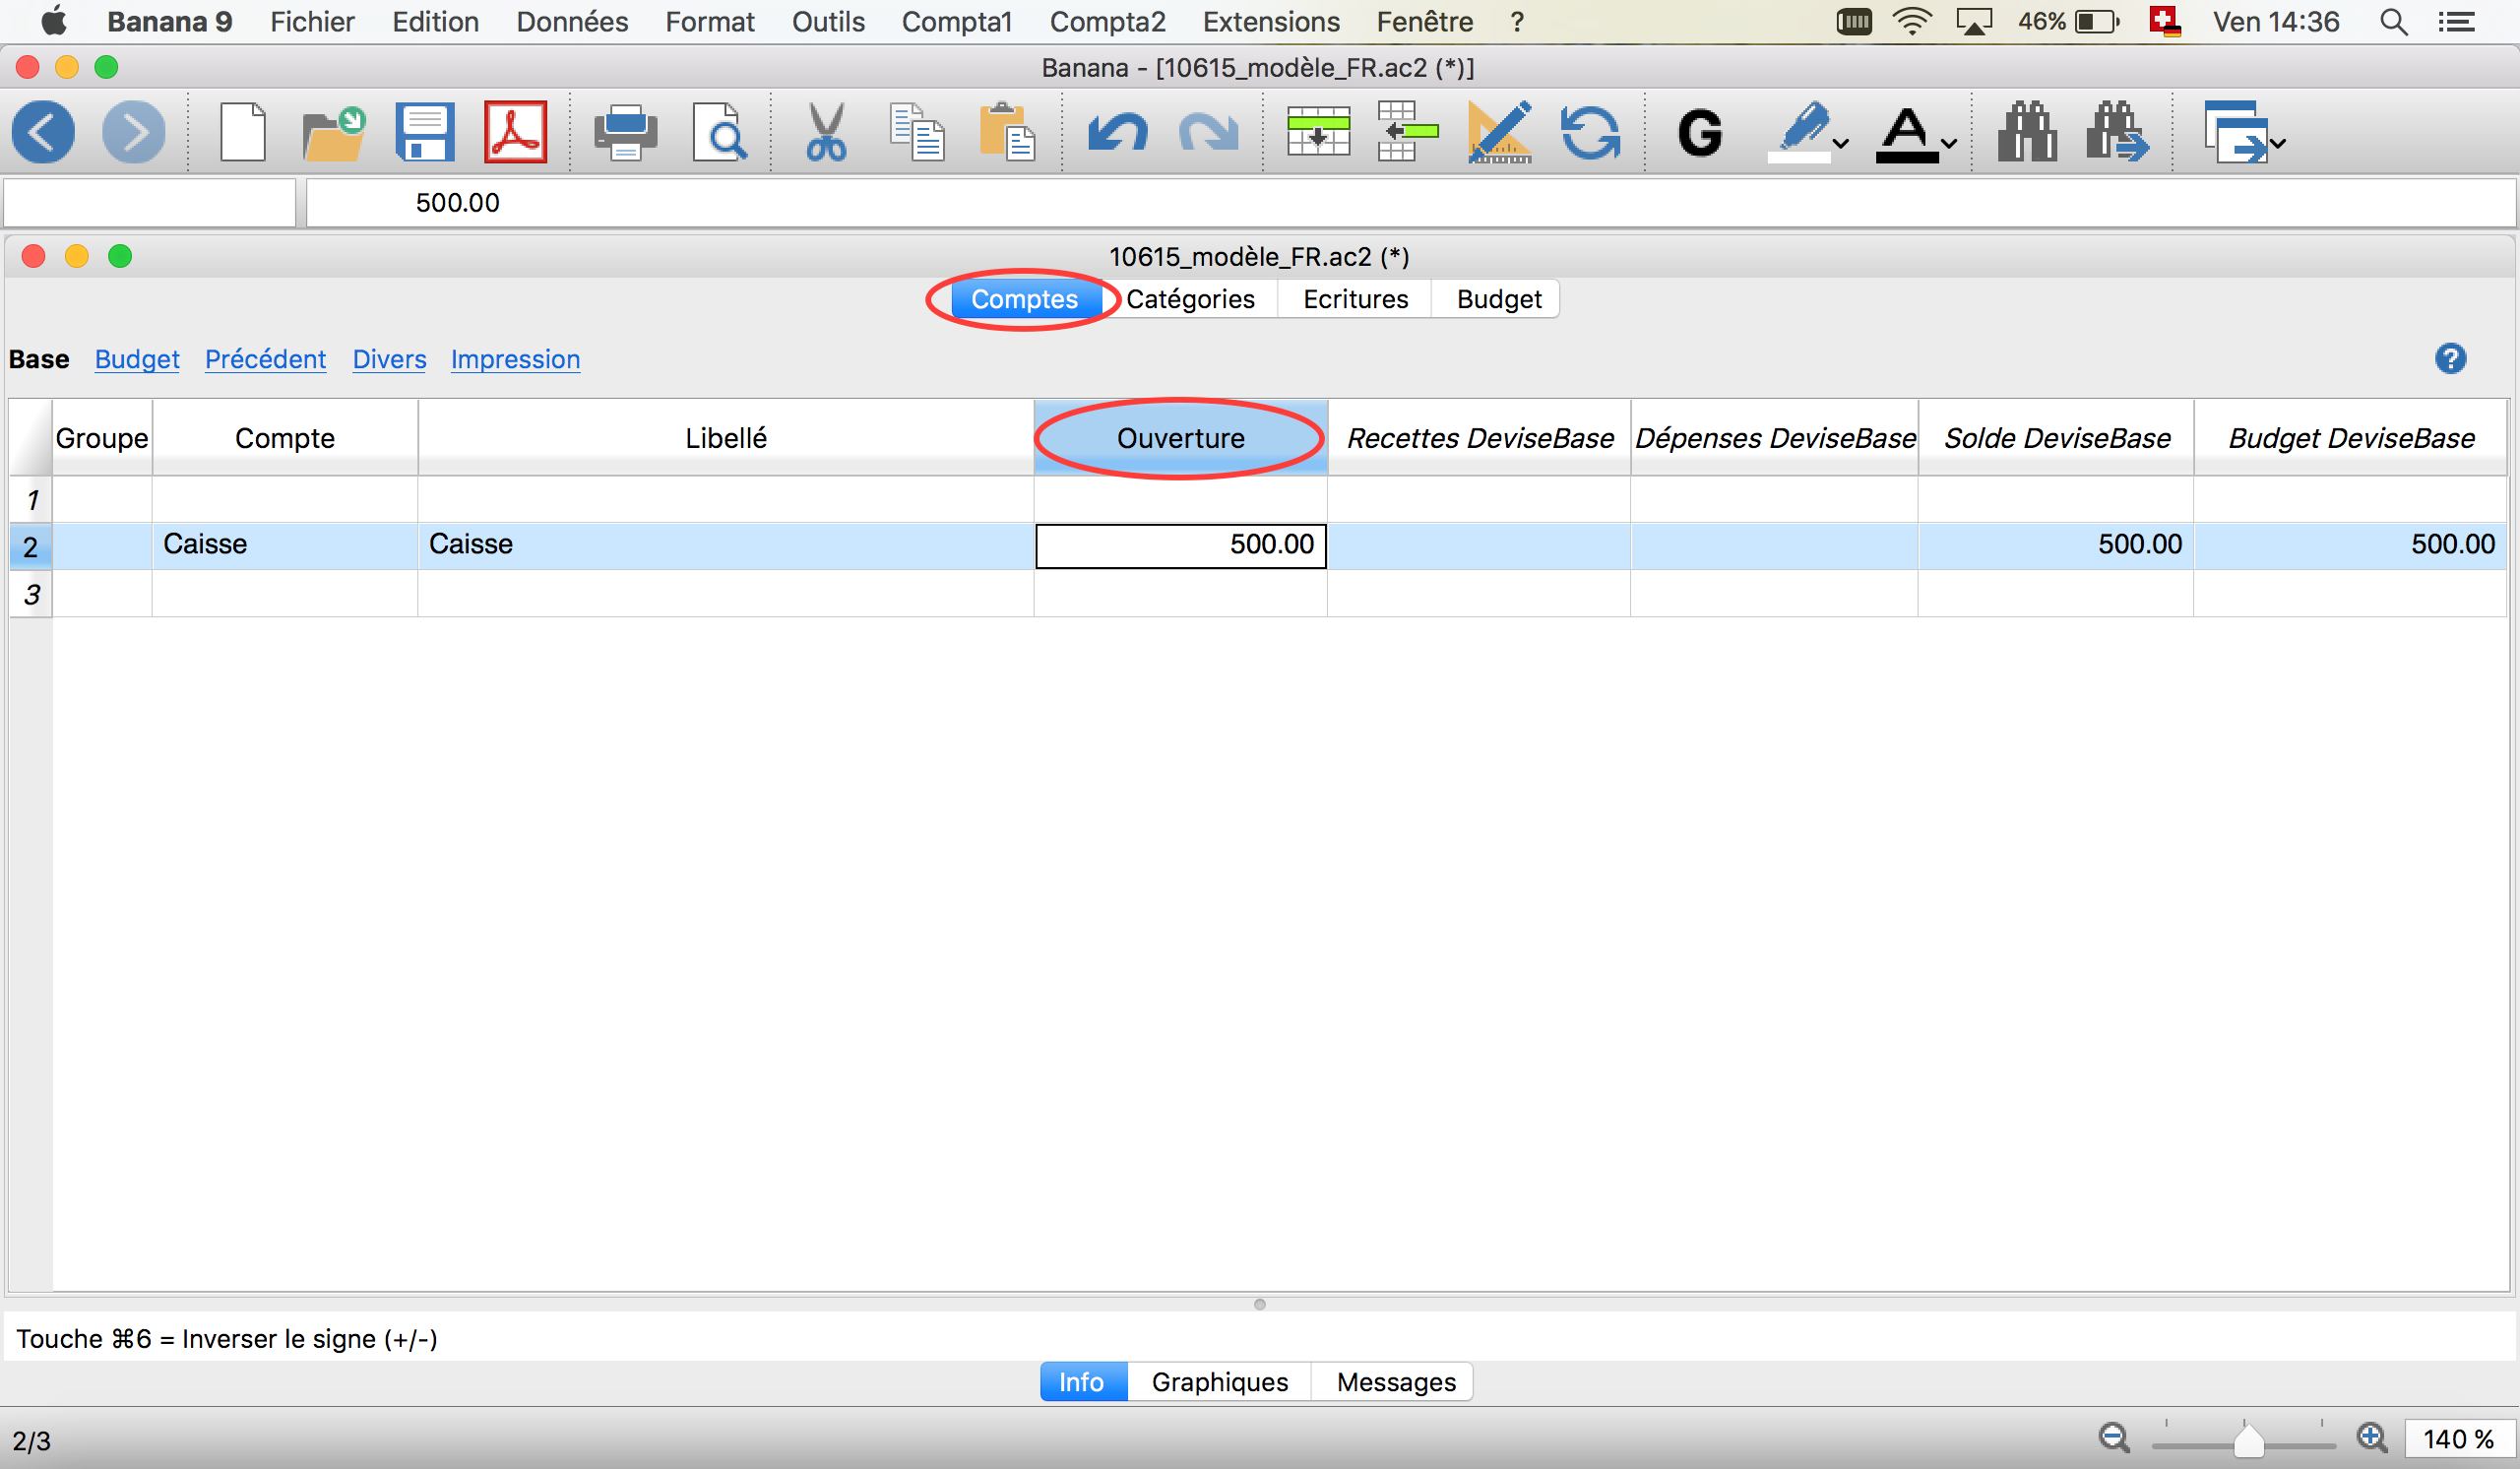 Banana 9 Fichier Edition Données Format Outils Compta1 Compta2 Extensions Fenêtre ? 46% Ven 14:36
Banana - [10615_modèle_FR.ac2 (*)]
G A
500.00
10615_modèle_FR.ac2 (*)
Comptes Catégories Ecritures Budget
Base Budget Précédent Divers Impression ?
Groupe Compte Libellé Ouverture Recettes DeviseBase Dépenses DeviseBase Solde DeviseBase Budget DeviseBase
1
2 Caisse Caisse 500.00 500.00 500.00
3
Touche ⌘6 = Inverser le signe (+/-)
Info Graphiques Messages
2/3 140 %